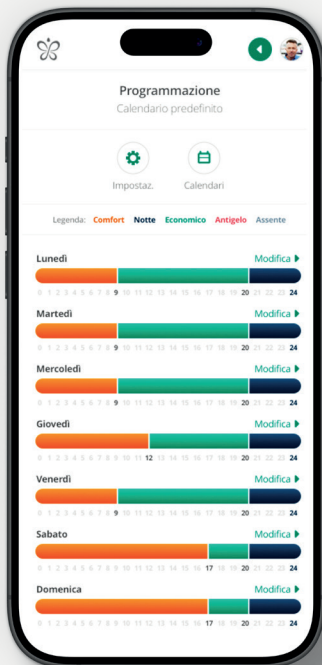 Programmazione
Calendario predefinito
Impostaz. Calendari
Legenda: Comfort Notte Economico Antigelo Assente
Lunedì Modifica
0 1 2 3 4 5 6 7 8 9 10 11 12 13 14 15 16 17 18 19 20 21 22 23 24
Martedì Modifica
0 1 2 3 4 5 6 7 8 9 10 11 12 13 14 15 16 17 18 19 20 21 22 23 24
Mercoledì Modifica
0 1 2 3 4 5 6 7 8 9 10 11 12 13 14 15 16 17 18 19 20 21 22 23 24
Giovedì Modifica
0 1 2 3 4 5 6 7 8 9 10 11 12 13 14 15 16 17 18 19 20 21 22 23 24
Venerdì Modifica
0 1 2 3 4 5 6 7 8 9 10 11 12 13 14 15 16 17 18 19 20 21 22 23 24
Sabato Modifica
0 1 2 3 4 5 6 7 8 9 10 11 12 13 14 15 16 17 18 19 20 21 22 23 24
Domenica Modifica
0 1 2 3 4 5 6 7 8 9 10 11 12 13 14 15 16 17 18 19 20 21 22 23 24